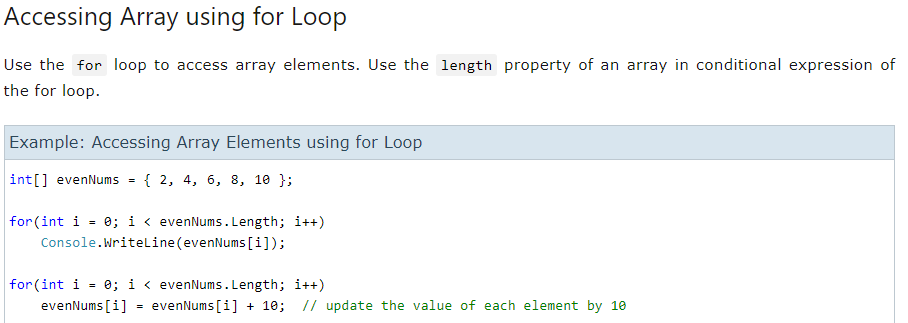 Accessing Array using for Loop
Use the for loop to access array elements. Use the length property of an array in conditional expression of
the for loop.
Example: Accessing Array Elements using for Loop
int[] evenNums = { 2, 4, 6, 8, 10 };
for(int i = 0; i < evenNums.Length; i++)
    Console.WriteLine(evenNums[i]);
for(int i = 0; i < evenNums.Length; i++)
    evenNums[i] = evenNums[i] + 10;  // update the value of each element by 10